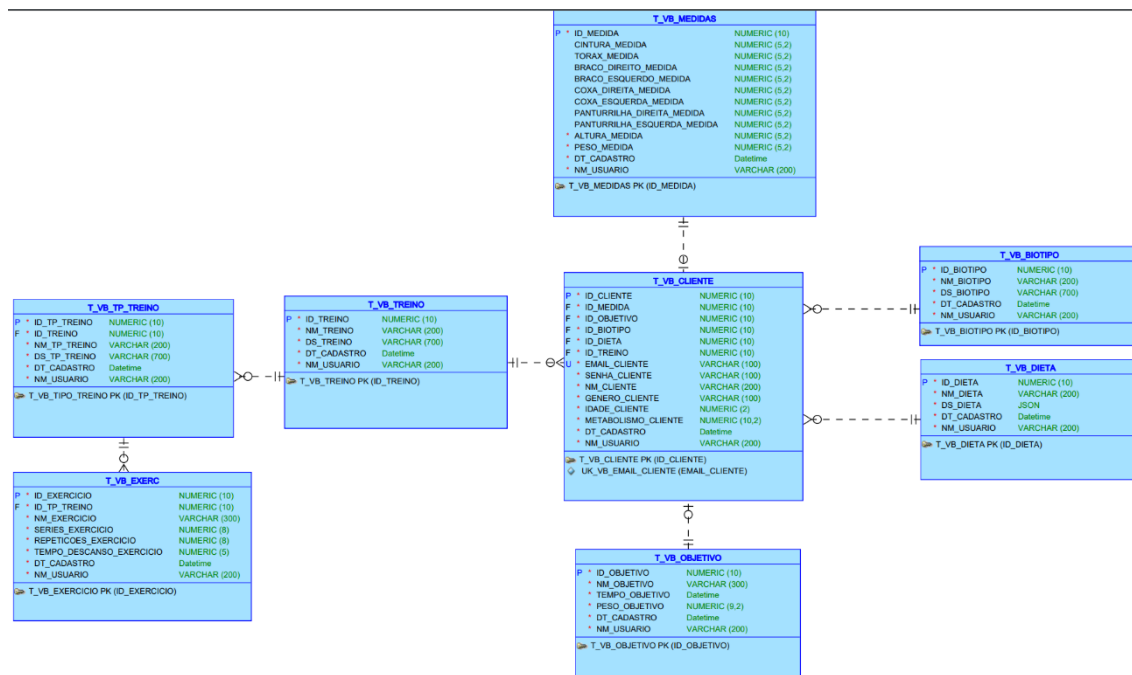 T_VB_MEDIDAS
P * ID_MEDIDA NUMERIC (10)
CINTURA_MEDIDA NUMERIC (5,2)
TORAX_MEDIDA NUMERIC (5,2)
BRACO_DIREITO_MEDIDA NUMERIC (5,2)
BRACO_ESQUERDO_MEDIDA NUMERIC (5,2)
COXA_DIREITA_MEDIDA NUMERIC (5,2)
COXA_ESQUERDA_MEDIDA NUMERIC (5,2)
PANTURRILHA_DIREITA_MEDIDA NUMERIC (5,2)
PANTURRILHA_ESQUERDA_MEDIDA NUMERIC (5,2)
* ALTURA_MEDIDA NUMERIC (5,2)
* PESO_MEDIDA NUMERIC (5,2)
* DT_CADASTRO Datetime
* NM_USUARIO VARCHAR (200)
T_VB_MEDIDAS PK (ID_MEDIDA)
T_VB_TP_TREINO
P * ID_TP_TREINO NUMERIC (10)
F * ID_TREINO NUMERIC (10)
* NM_TP_TREINO VARCHAR (200)
* DS_TP_TREINO VARCHAR (700)
* DT_CADASTRO Datetime
* NM_USUARIO VARCHAR (200)
T_VB_TIPO_TREINO PK (ID_TP_TREINO)
T_VB_TREINO
P * ID_TREINO NUMERIC (10)
* NM_TREINO VARCHAR (200)
* DS_TREINO VARCHAR (700)
* DT_CADASTRO Datetime
* NM_USUARIO VARCHAR (200)
T_VB_TREINO PK (ID_TREINO)
T_VB_CLIENTE
P * ID_CLIENTE NUMERIC (10)
F * ID_MEDIDA NUMERIC (10)
F * ID_OBJETIVO NUMERIC (10)
F * ID_BIOTIPO NUMERIC (10)
F * ID_DIETA NUMERIC (10)
F * ID_TREINO NUMERIC (10)
U * EMAIL_CLIENTE VARCHAR (100)
* SENHA_CLIENTE VARCHAR (100)
* NM_CLIENTE VARCHAR (200)
* GENERO_CLIENTE VARCHAR (100)
* IDADE_CLIENTE NUMERIC (2)
* METABOLISMO_CLIENTE NUMERIC (10,2)
* DT_CADASTRO Datetime
* NM_USUARIO VARCHAR (200)
T_VB_CLIENTE PK (ID_CLIENTE)
UK_VB_EMAIL_CLIENTE (EMAIL_CLIENTE)
T_VB_BIOTIPO
P * ID_BIOTIPO NUMERIC (10)
* NM_BIOTIPO VARCHAR (200)
* DS_BIOTIPO VARCHAR (700)
* DT_CADASTRO Datetime
* NM_USUARIO VARCHAR (200)
T_VB_BIOTIPO PK (ID_BIOTIPO)
T_VB_DIETA
P * ID_DIETA NUMERIC (10)
* NM_DIETA VARCHAR (200)
* DS_DIETA JSON
* DT_CADASTRO Datetime
* NM_USUARIO VARCHAR (200)
T_VB_DIETA PK (ID_DIETA)
T_VB_EXERC
P * ID_EXERCICIO NUMERIC (10)
F * ID_TP_TREINO NUMERIC (10)
* NM_EXERCICIO VARCHAR (300)
* SERIES_EXERCICIO NUMERIC (8)
* REPETICOES_EXERCICIO NUMERIC (8)
* TEMPO_DESCANSO_EXERCICIO NUMERIC (5)
* DT_CADASTRO Datetime
* NM_USUARIO VARCHAR (200)
T_VB_EXERCICIO PK (ID_EXERCICIO)
T_VB_OBJETIVO
P * ID_OBJETIVO NUMERIC (10)
* NM_OBJETIVO VARCHAR (300)
* TEMPO_OBJETIVO Datetime
* PESO_OBJETIVO NUMERIC (9,2)
* DT_CADASTRO Datetime
* NM_USUARIO VARCHAR (200)
T_VB_OBJETIVO PK (ID_OBJETIVO)